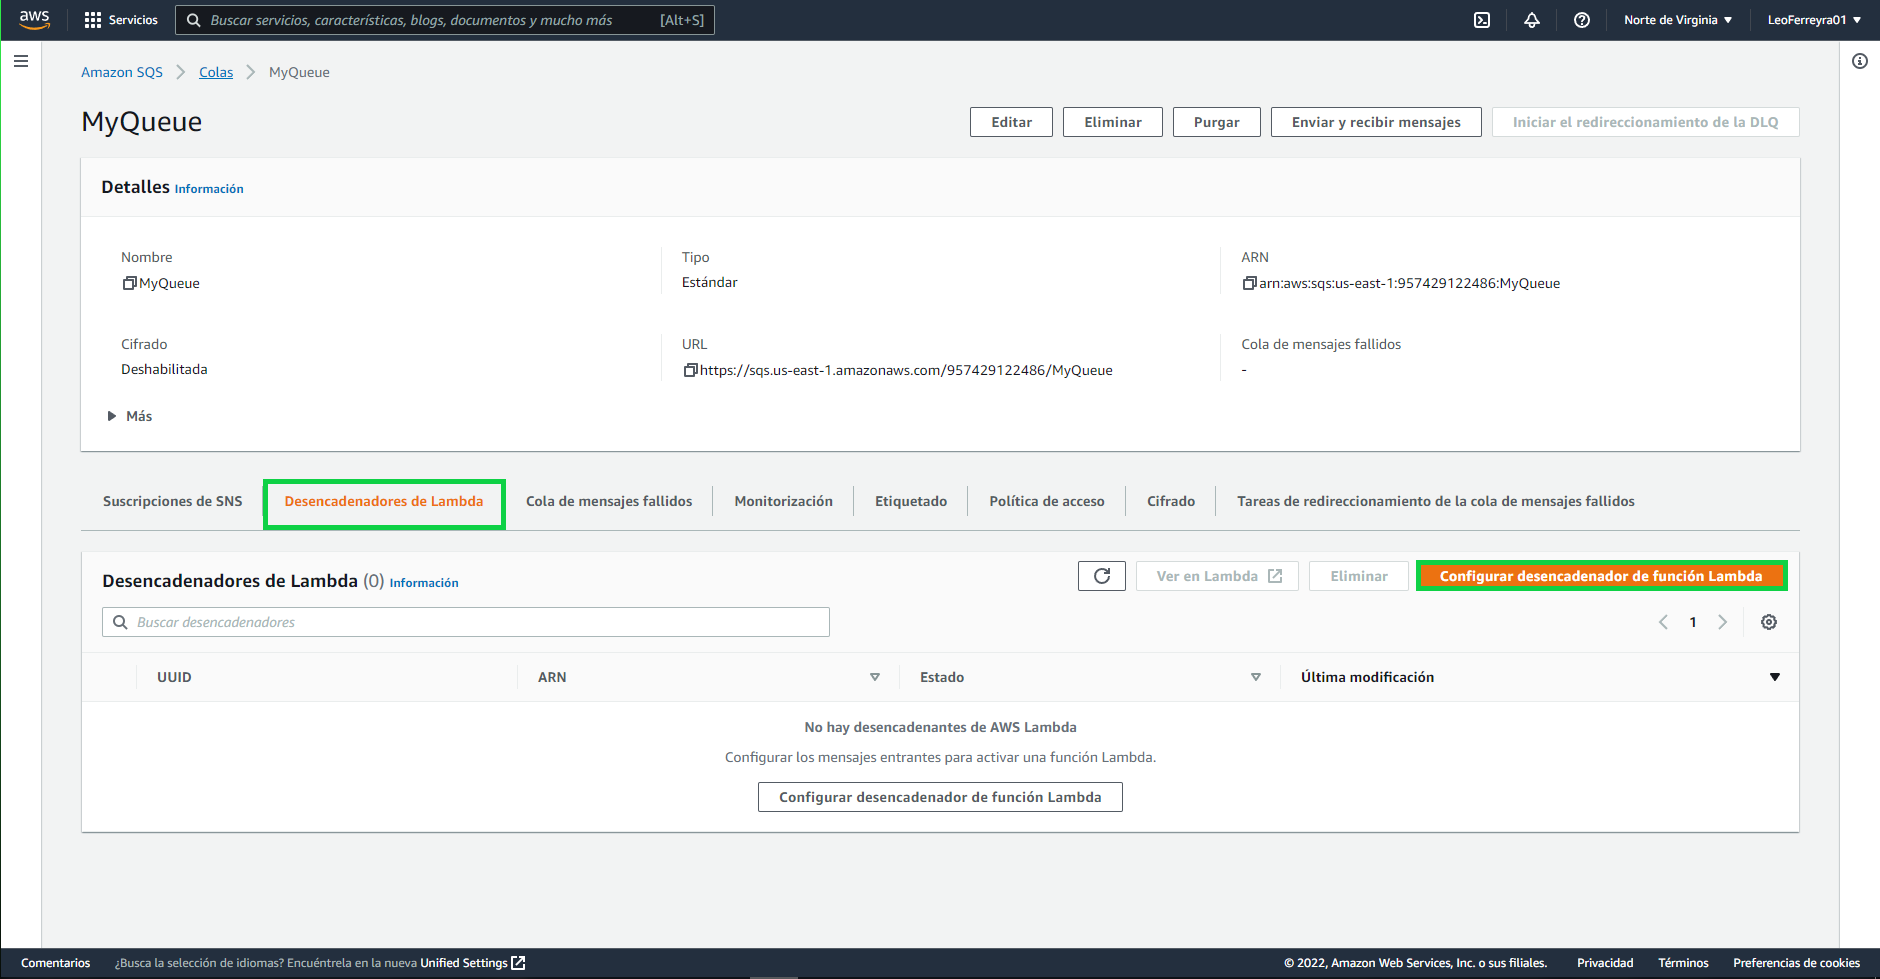 aws Servicios Buscar servicios, características, blogs, documentos y mucho más [Alt+S] Norte de Virginia LeoFerreyra01
Amazon SQS Colas MyQueue
MyQueue Editar Eliminar Purgar Enviar y recibir mensajes Iniciar el redireccionamiento de la DLQ
Detalles Información
Nombre Tipo ARN
MyQueue Estándar arn:aws:sqs:us-east-1:957429122486:MyQueue
Cifrado URL Cola de mensajes fallidos
Deshabilitada https://sqs.us-east-1.amazonaws.com/957429122486/MyQueue -
Más
Suscripciones de SNS Desencadenadores de Lambda Cola de mensajes fallidos Monitorización Etiquetado Política de acceso Cifrado Tareas de redireccionamiento de la cola de mensajes fallidos
Desencadenadores de Lambda (0) Información Ver en Lambda Eliminar Configurar desencadenador de función Lambda
Buscar desencadenadores 1
UUID ARN Estado Última modificación
No hay desencadenantes de AWS Lambda
Configurar los mensajes entrantes para activar una función Lambda.
Configurar desencadenador de función Lambda
Comentarios ¿Busca la selección de idiomas? Encuéntrela en la nueva Unified Settings © 2022, Amazon Web Services, Inc. o sus filiales. Privacidad Términos Preferencias de cookies